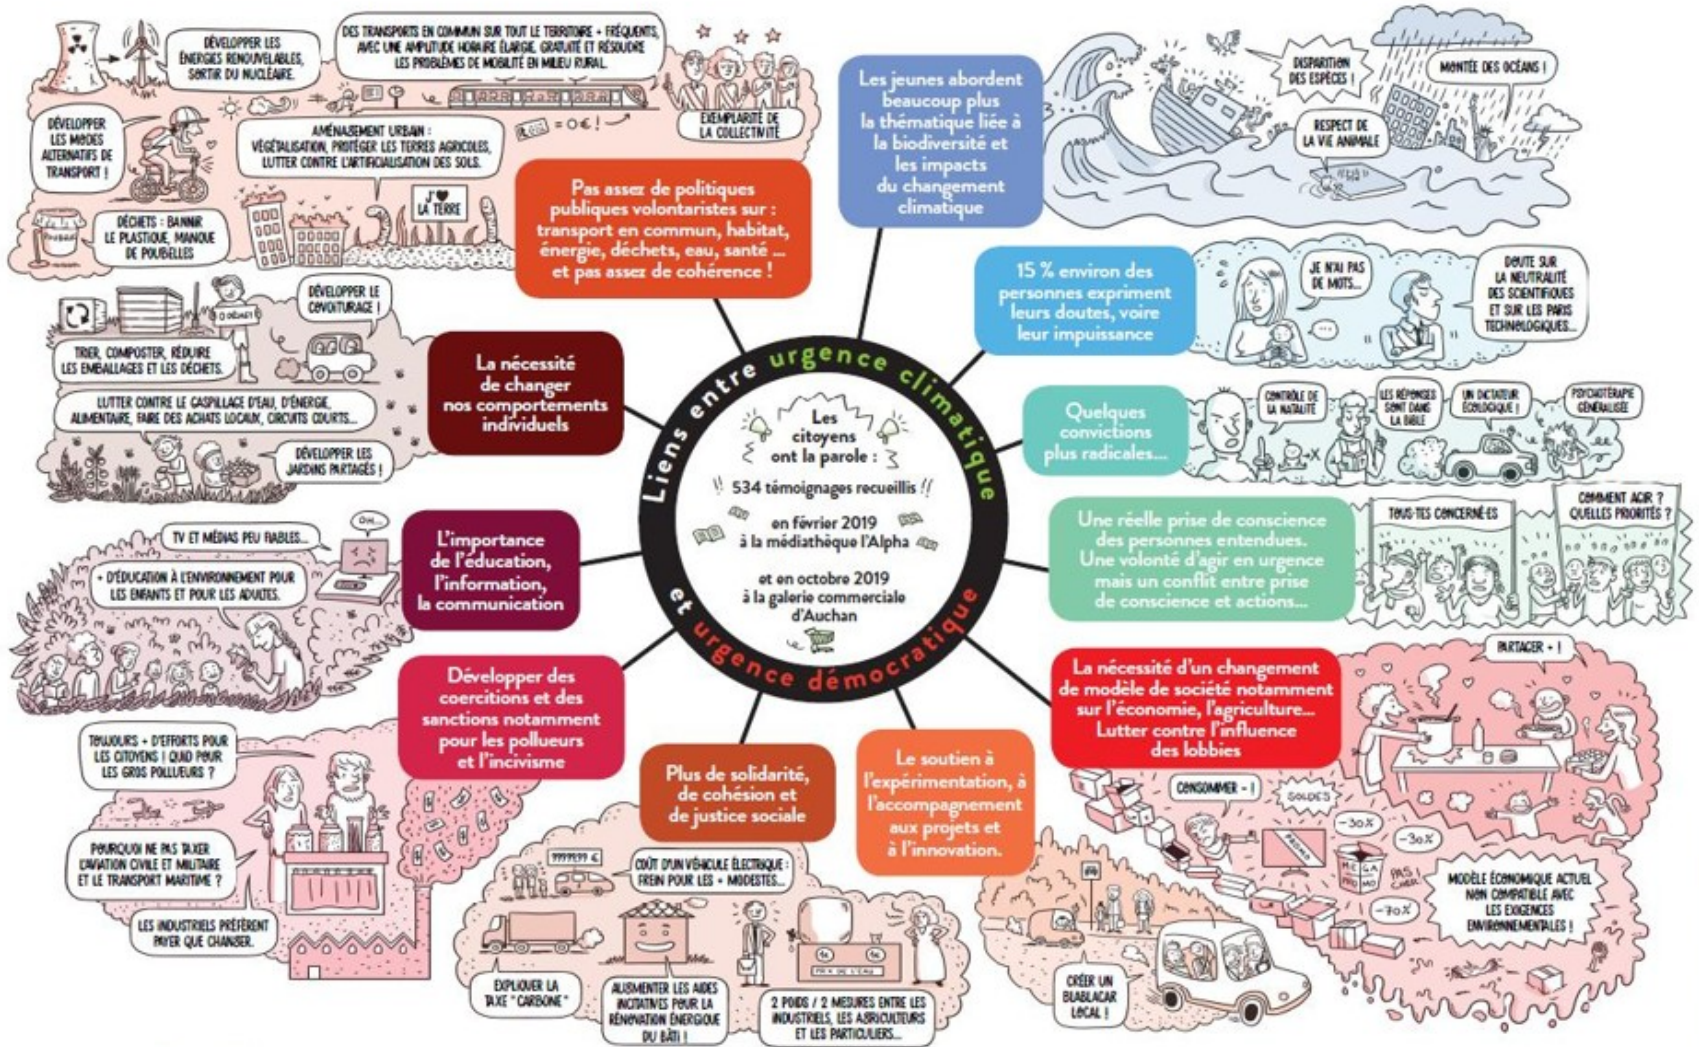 DÉVELOPPER LES
ÉNERGIES RENOUVELABLES,
SORTIR DU NUCLÉAIRE.
DES TRANSPORTS EN COMMUN SUR TOUT LE TERRITOIRE + FRÉQUENTS,
AVEC UNE AMPLITUDE HORAIRE ÉLARGIE, GRATUITÉ ET RÉSOUDRE
LES PROBLÈMES DE MOBILITÉ EN MILIEU RURAL.
EXEMPLARITÉ DE
LA COLLECTIVITÉ
= 0€ !
DÉVELOPPER
LES MODES
ALTERNATIFS DE
TRANSPORT !
AMÉNAGEMENT URBAIN :
VÉGÉTALISATION, PROTÉGER LES TERRES AGRICOLES,
LUTTER CONTRE L'ARTIFICIALISATION DES SOLS.
J'♥
LA TERRE
DÉCHETS : BANNIR
LE PLASTIQUE, MANQUE
DE POUBELLES
Pas assez de politiques
publiques volontaristes sur :
transport en commun, habitat,
énergie, déchets, eau, santé ...
et pas assez de cohérence !
Les jeunes abordent
beaucoup plus
la thématique liée à
la biodiversité et
les impacts
du changement
climatique
DISPARITION
DES ESPÈCES !
MONTÉE DES OCÉANS !
RESPECT DE
LA VIE ANIMALE
15 % environ des
personnes expriment
leurs doutes, voire
leur impuissance
JE N'AI PAS
DE MOTS...
...
DOUTE SUR
LA NEUTRALITÉ
DES SCIENTIFIQUES
ET SUR LES PARIS
TECHNOLOGIQUES...
Quelques
convictions
plus radicales...
CONTRÔLE DE
LA NATALITÉ
LES RÉPONSES
SONT DANS
LA BIBLE
UN DICTATEUR
ÉCOLOGIQUE !
PSYCHOTÉRAPIE
GÉNÉRALISÉE
Une réelle prise de conscience
des personnes entendues.
Une volonté d'agir en urgence
mais un conflit entre prise
de conscience et actions...
TOUS·TES CONCERNÉ·ES
COMMENT AGIR ?
QUELLES PRIORITÉS ?
La nécessité d'un changement
de modèle de société notamment
sur l'économie, l'agriculture...
Lutter contre l'influence
des lobbies
PARTAGER + !
CONSOMMER - !
SOLDES
PROMO
-30%
-30%
MEGA
PROMO
PAS
CHER !
-70%
MODÈLE ÉCONOMIQUE ACTUEL
NON COMPATIBLE AVEC
LES EXIGENCES
ENVIRONNEMENTALES !
Le soutien à
l'expérimentation, à
l'accompagnement
aux projets et
à l'innovation.
CRÉER UN
BLABLACAR
LOCAL !
Plus de solidarité,
de cohésion et
de justice sociale
99999,99 €
COÛT D'UN VÉHICULE ÉLECTRIQUE :
FREIN POUR LES + MODESTES...
EXPLIQUER LA
TAXE "CARBONE"
AUGMENTER LES AIDES
INCITATIVES POUR LA
RÉNOVATION ÉNERGIQUE
DU BÂTI !
PRIX DE L'EAU
2 POIDS / 2 MESURES ENTRE LES
INDUSTRIELS, LES AGRICULTEURS
ET LES PARTICULIERS...
Développer des
coercitions et des
sanctions notamment
pour les pollueurs
et l'incivisme
TOUJOURS + D'EFFORTS POUR
LES CITOYENS ! QUID POUR
LES GROS POLLUEURS ?
POURQUOI NE PAS TAXER
L'AVIATION CIVILE ET MILITAIRE
ET LE TRANSPORT MARITIME ?
LES INDUSTRIELS PRÉFÈRENT
PAYER QUE CHANGER.
L'importance
de l'éducation,
l'information,
la communication
TV ET MÉDIAS PEU FIABLES...
OH...
+ D'ÉDUCATION À L'ENVIRONNEMENT POUR
LES ENFANTS ET POUR LES ADULTES.
La nécessité
de changer
nos comportements
individuels
0 DÉCHET
DÉVELOPPER LE
COVOITURAGE !
TRIER, COMPOSTER, RÉDUIRE
LES EMBALLAGES ET LES DÉCHETS.
LUTTER CONTRE LE GASPILLAGE D'EAU, D'ÉNERGIE,
ALIMENTAIRE, FAIRE DES ACHATS LOCAUX, CIRCUITS COURTS...
DÉVELOPPER LES
JARDINS PARTAGÉS !
Liens entre urgence climatique
et urgence démocratique
Les
citoyens
ont la parole :
!! 534 témoignages recueillis !!
en février 2019
à la médiathèque l'Alpha
et en octobre 2019
à la galerie commerciale
d'Auchan